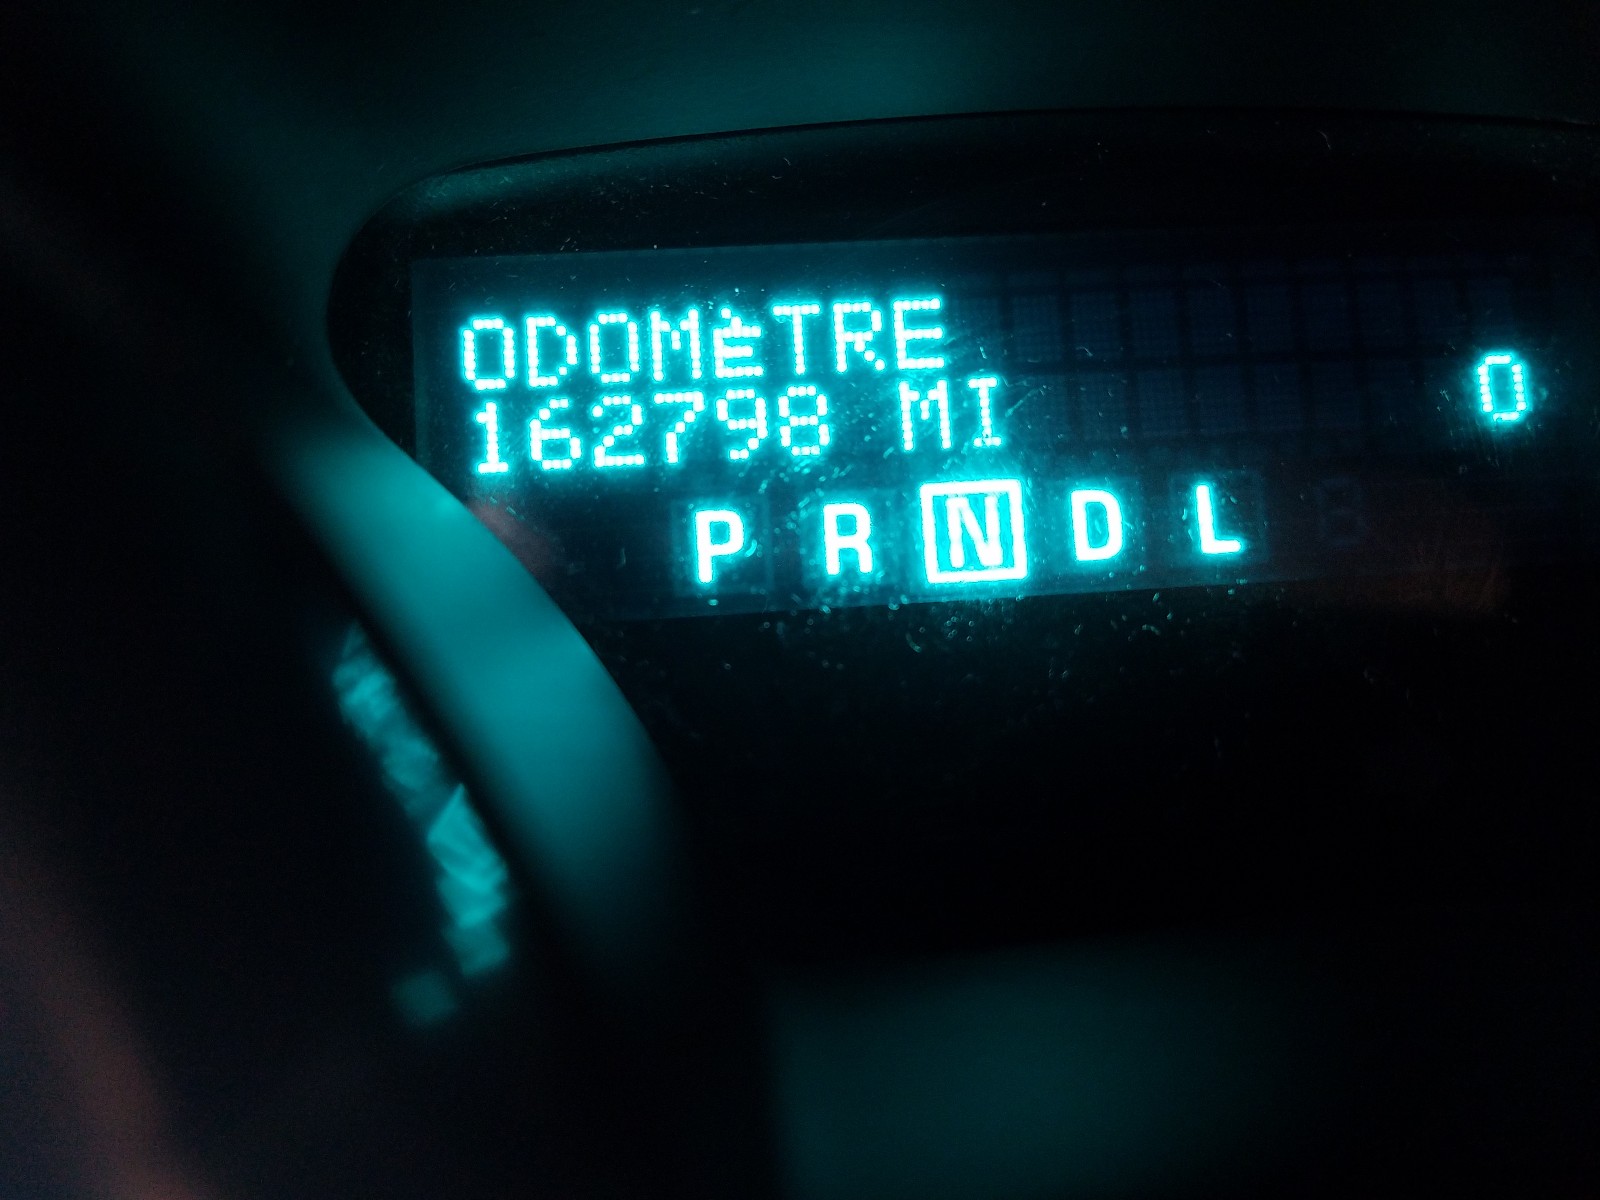 ODOMÈTRE
162798 MI 0
P R N D L